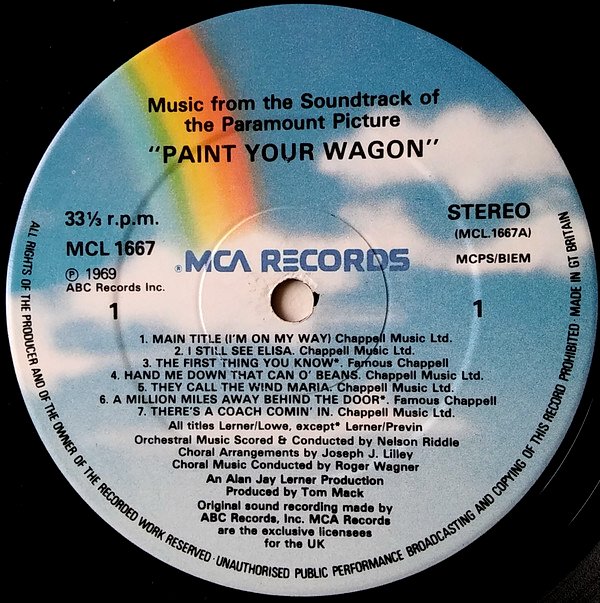 Music from the Soundtrack of
the Paramount Picture
"PAINT YOUR WAGON"
33⅓ r.p.m.
MCL 1667
Ⓟ 1969
ABC Records Inc.
1
STEREO
(MCL.1667A)
MCPS/BIEM
1
®MCA RECORDS
1. MAIN TITLE (I'M ON MY WAY) Chappell Music Ltd.
2. I STILL SEE ELISA. Chappell Music Ltd.
3. THE FIRST THING YOU KNOW*. Famous Chappell
4. HAND ME DOWN THAT CAN O' BEANS. Chappell Music Ltd.
5. THEY CALL THE WIND MARIA. Chappell Music Ltd.
6. A MILLION MILES AWAY BEHIND THE DOOR*. Famous Chappell
7. THERE'S A COACH COMIN' IN. Chappell Music Ltd.
All titles Lerner/Lowe, except* Lerner/Previn
Orchestral Music Scored & Conducted by Nelson Riddle
Choral Arrangements by Joseph J. Lilley
Choral Music Conducted by Roger Wagner
An Alan Jay Lerner Production
Produced by Tom Mack
Original sound recording made by
ABC Records, Inc. MCA Records
are the exclusive licensees
for the UK
ALL RIGHTS OF THE PRODUCER AND OF THE OWNER OF THE RECORDED WORK RESERVED · UNAUTHORISED PUBLIC PERFORMANCE BROADCASTING AND COPYING OF THIS RECORD PROHIBITED · MADE IN GT BRITAIN